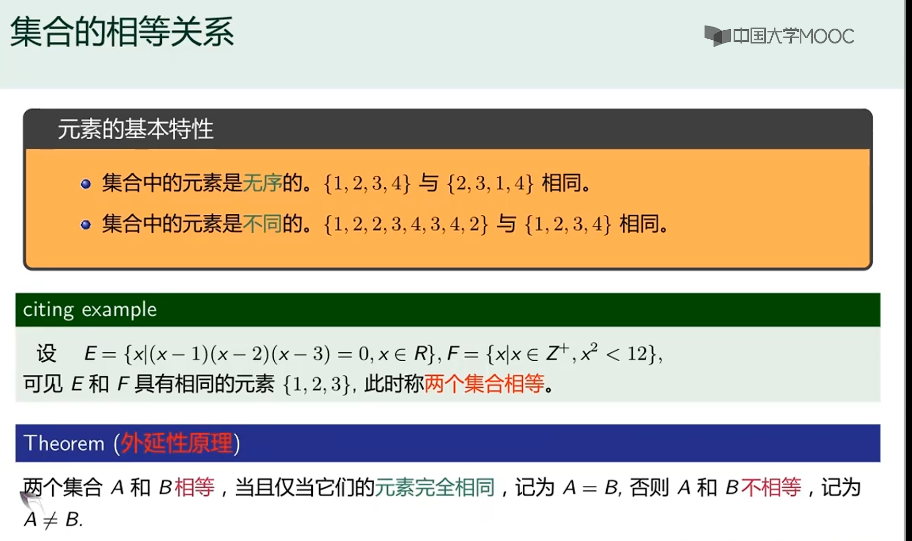 集合的相等关系
中国大学MOOC
元素的基本特性
集合中的元素是无序的。{1, 2, 3, 4} 与 {2, 3, 1, 4} 相同。
集合中的元素是不同的。{1, 2, 2, 3, 4, 3, 4, 2} 与 {1, 2, 3, 4} 相同。
citing example
设 E = {x|(x − 1)(x − 2)(x − 3) = 0, x ∈ R}, F = {x|x ∈ Z⁺, x² < 12},
可见 E 和 F 具有相同的元素 {1, 2, 3}, 此时称两个集合相等。
Theorem (外延性原理)
两个集合 A 和 B 相等，当且仅当它们的元素完全相同，记为 A = B, 否则 A 和 B 不相等，记为
A ≠ B.